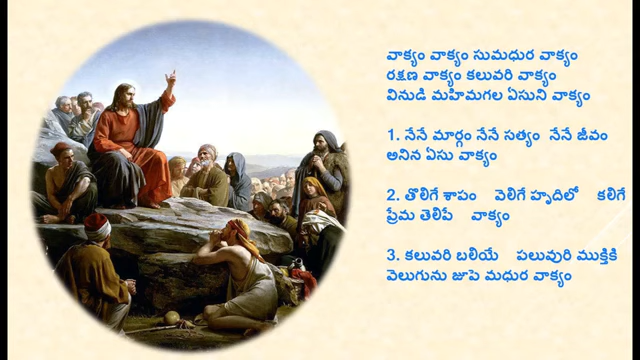 వాక్యం వాక్యం సుమధుర వాక్యం
రక్షణ వాక్యం కలువరి వాక్యం
వినుడి మహిమగల ఏసుని వాక్యం
1. నేనే మార్గం నేనే సత్యం నేనే జీవం
అనిన ఏసు వాక్యం
2. తొలిగే శాపం వెలిగే హృదిలో కలిగే
ప్రేమ తెలిపే వాక్యం
3. కలువరి బలియే పలువురి ముక్తికి
వెలుగును జూపె మధుర వాక్యం